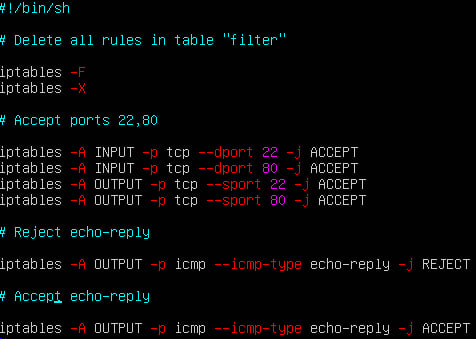 #!/bin/sh
# Delete all rules in table "filter"
iptables -F
iptables -X
# Accept ports 22,80
iptables -A INPUT -p tcp --dport 22 -j ACCEPT
iptables -A INPUT -p tcp --dport 80 -j ACCEPT
iptables -A OUTPUT -p tcp --sport 22 -j ACCEPT
iptables -A OUTPUT -p tcp --sport 80 -j ACCEPT
# Reject echo-reply
iptables -A OUTPUT -p icmp --icmp-type echo-reply -j REJECT
# Accept echo-reply
iptables -A OUTPUT -p icmp --icmp-type echo-reply -j ACCEPT